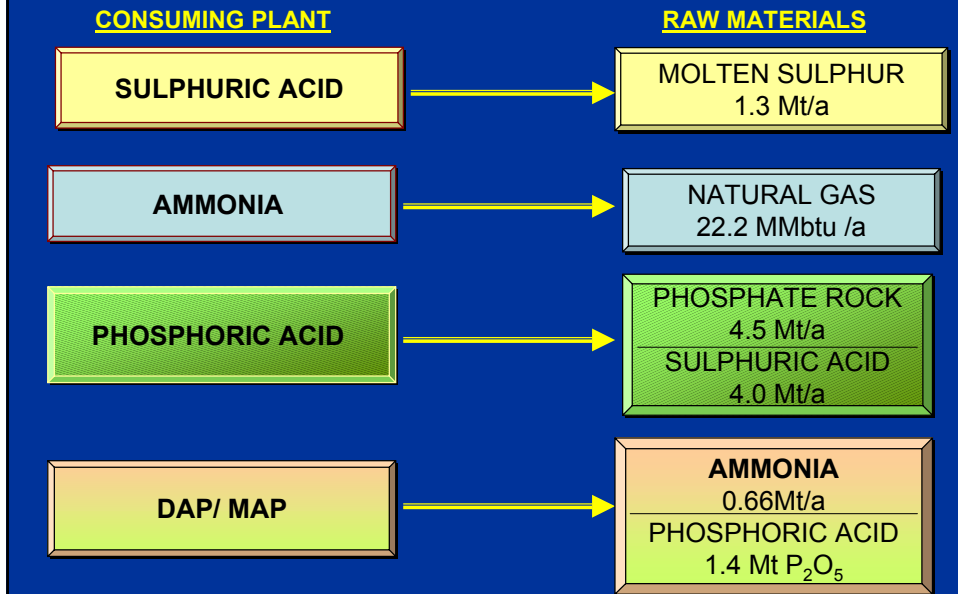 CONSUMING PLANT
RAW MATERIALS
SULPHURIC ACID
MOLTEN SULPHUR
1.3 Mt/a
AMMONIA
NATURAL GAS
22.2 MMbtu /a
PHOSPHORIC ACID
PHOSPHATE ROCK
4.5 Mt/a
SULPHURIC ACID
4.0 Mt/a
DAP/ MAP
AMMONIA
0.66Mt/a
PHOSPHORIC ACID
1.4 Mt P₂O₅